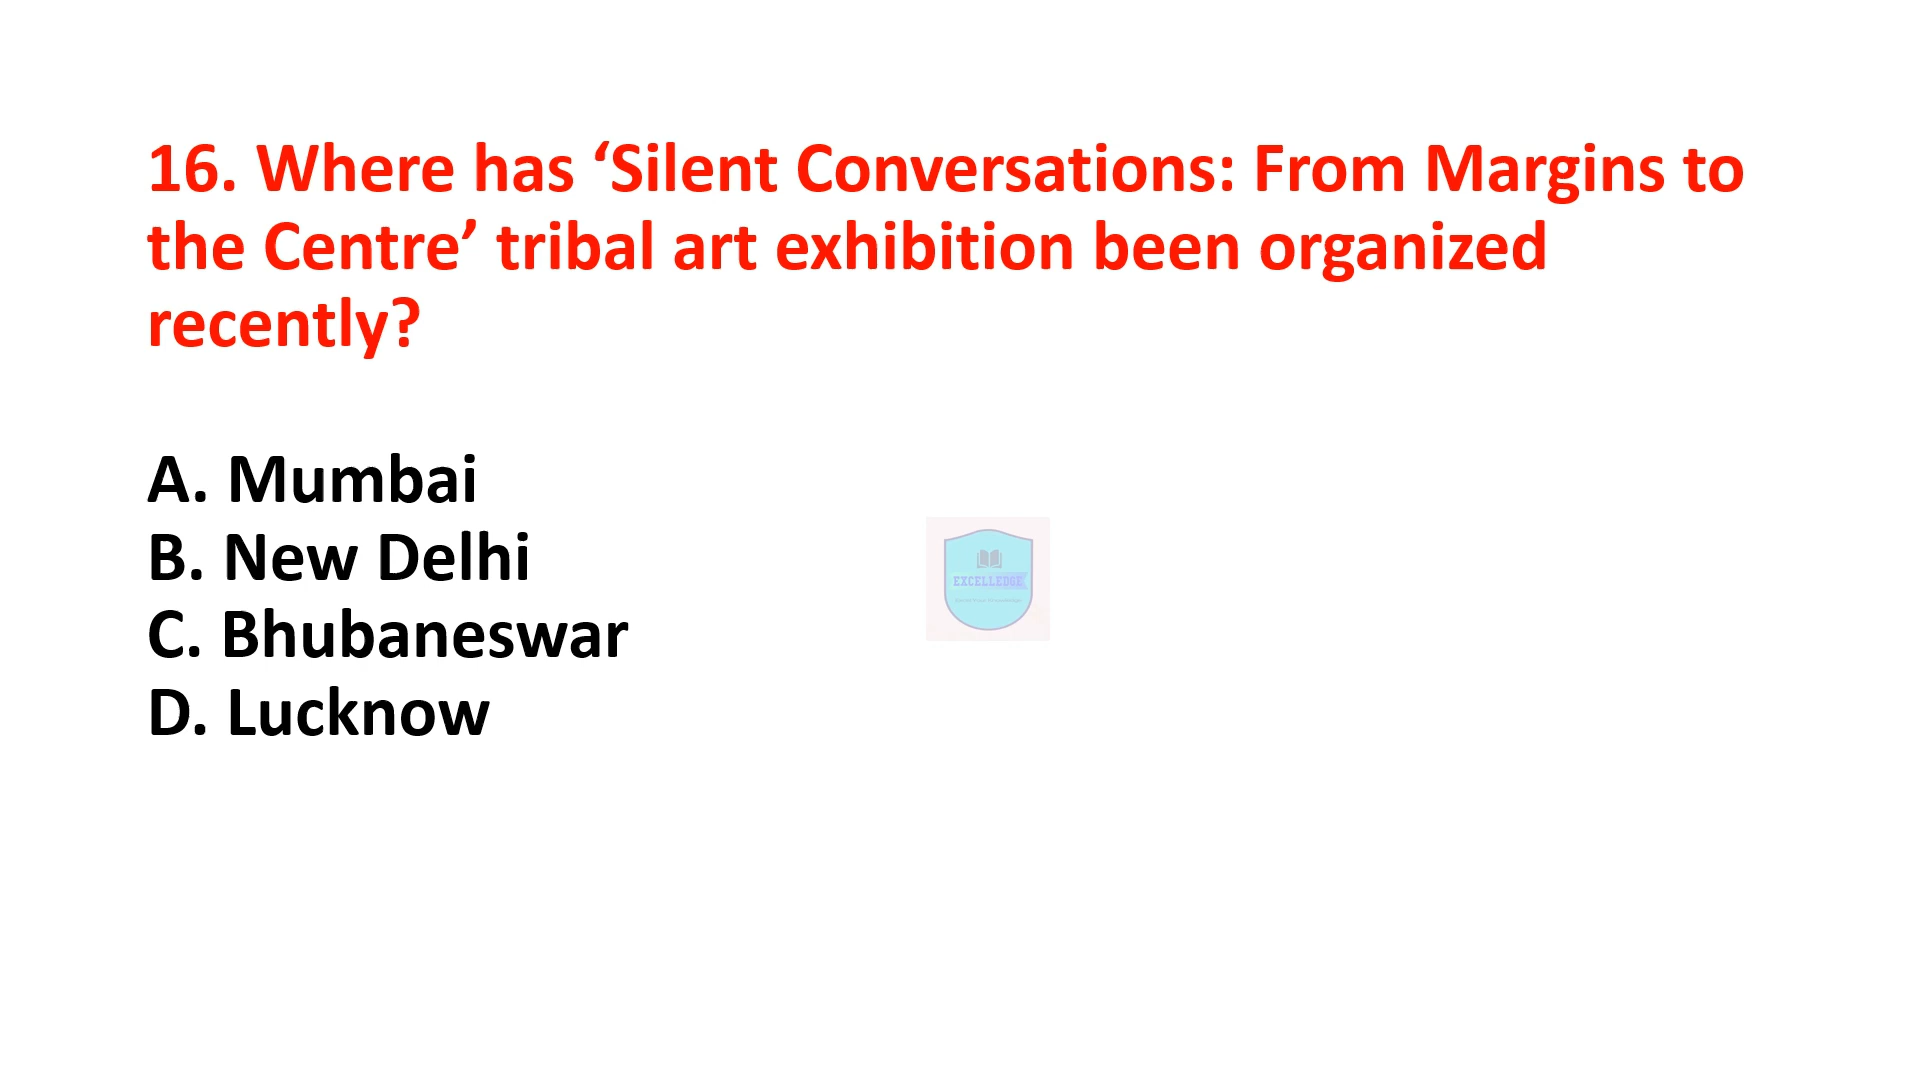 16. Where has ‘Silent Conversations: From Margins to
the Centre’ tribal art exhibition been organized
recently?
A. Mumbai
B. New Delhi
C. Bhubaneswar
D. Lucknow
EXCELLEDGE